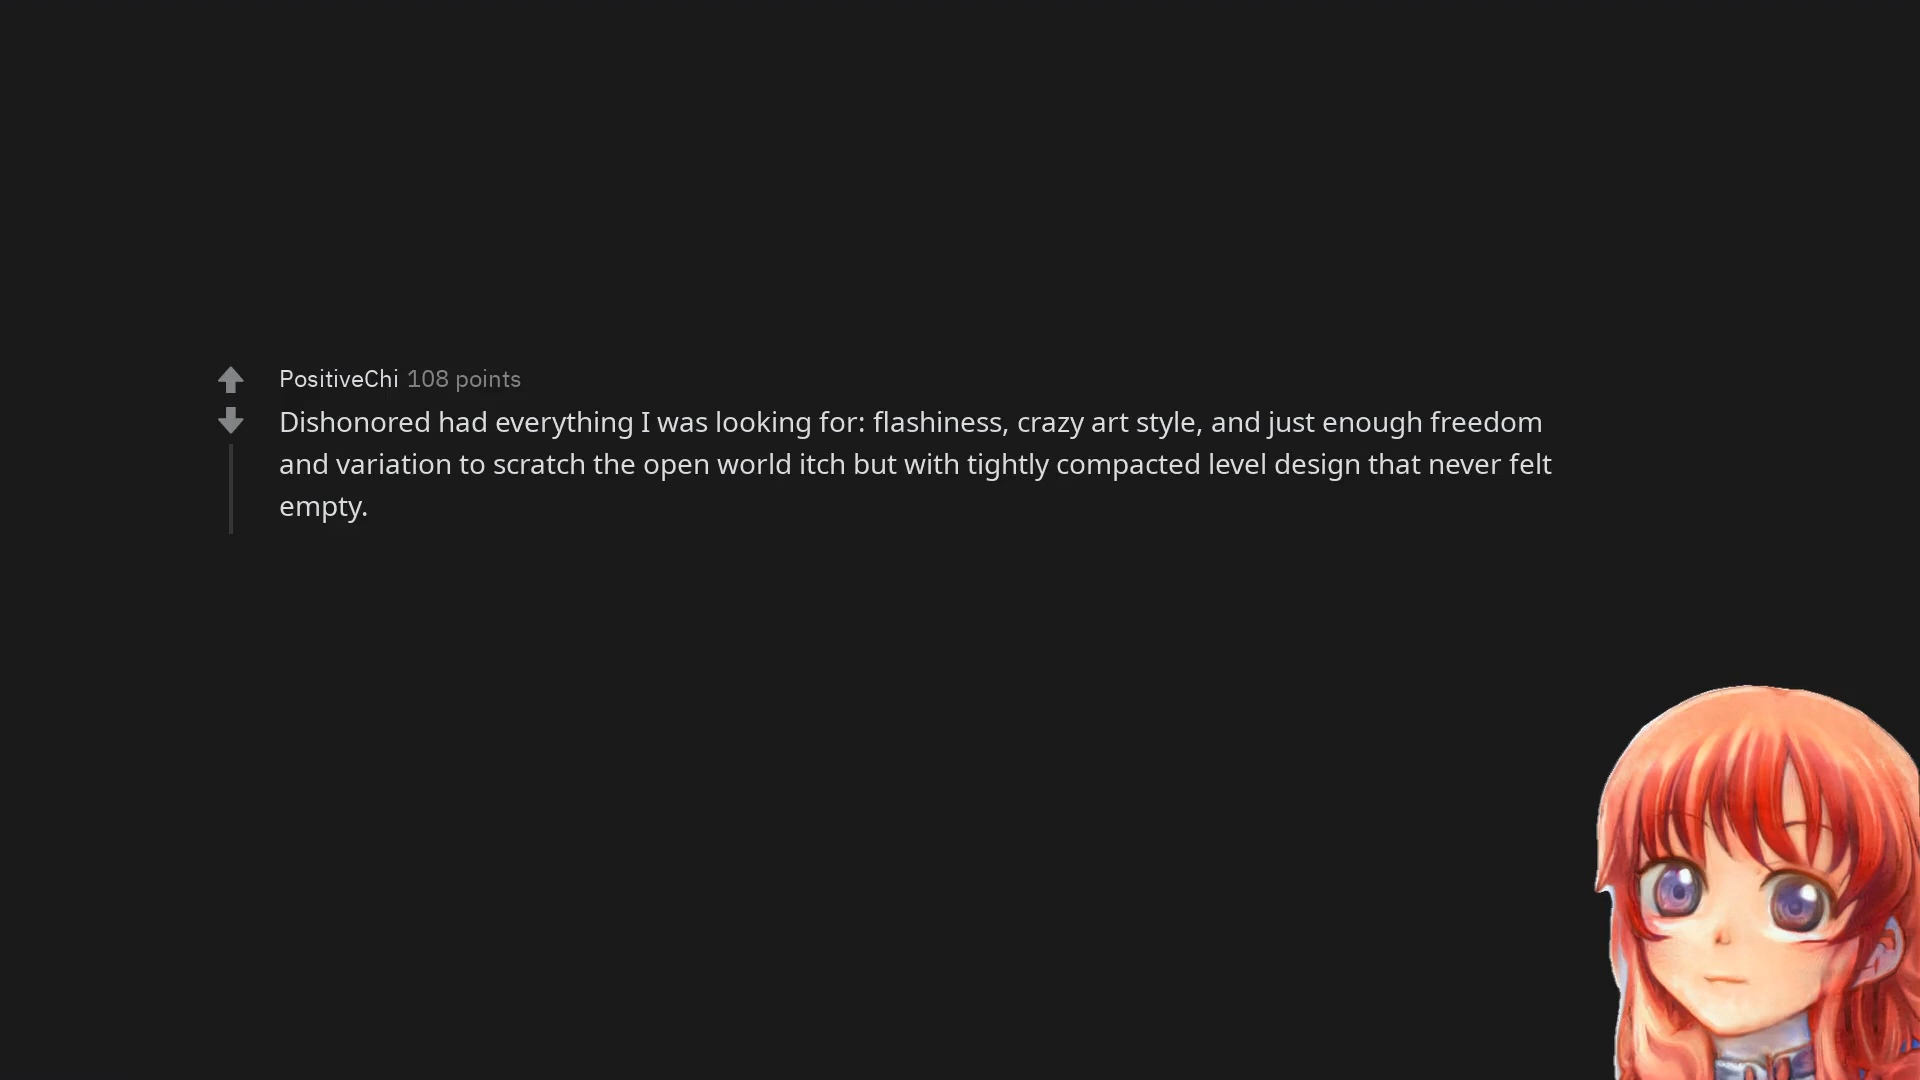 PositiveChi 108 points
Dishonored had everything I was looking for: flashiness, crazy art style, and just enough freedom
and variation to scratch the open world itch but with tightly compacted level design that never felt
empty.